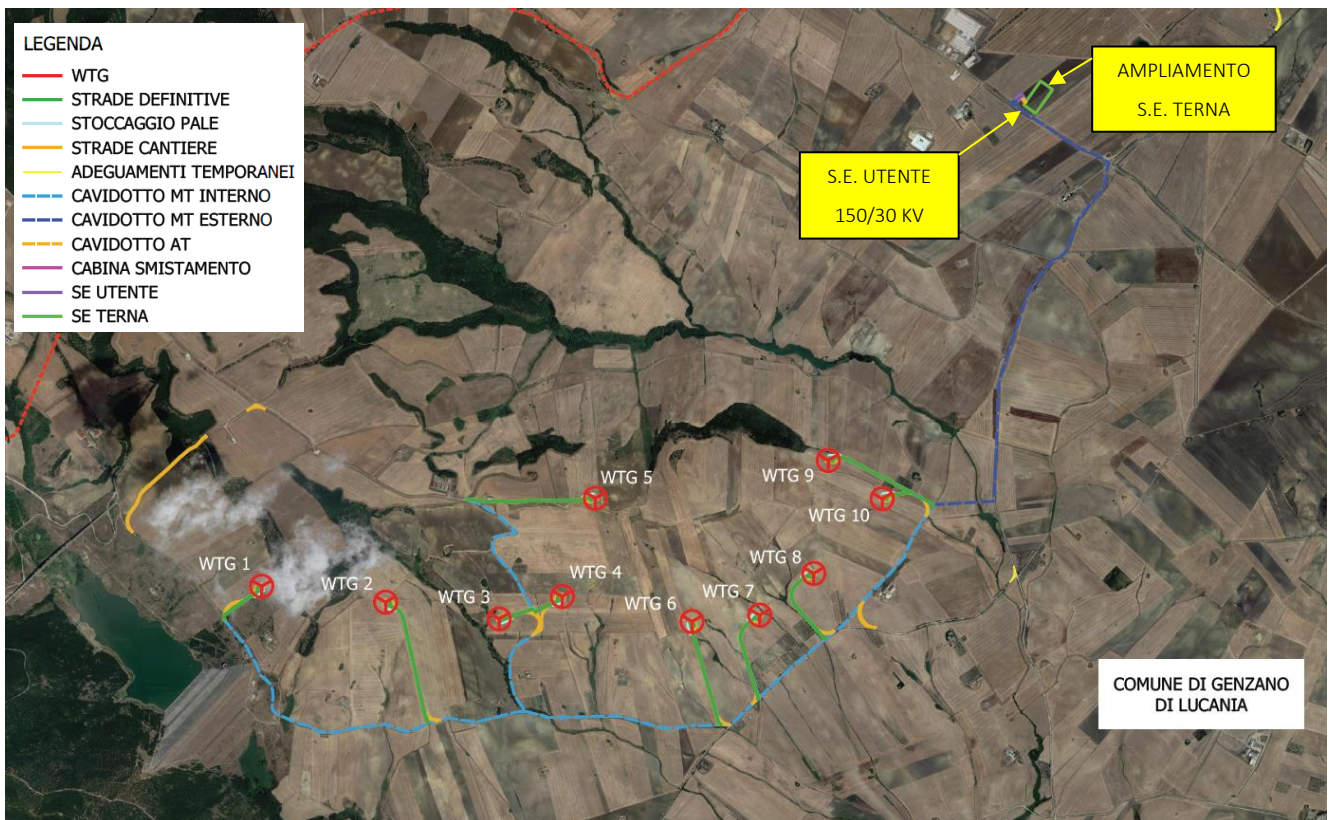 LEGENDA
WTG
STRADE DEFINITIVE
STOCCAGGIO PALE
STRADE CANTIERE
ADEGUAMENTI TEMPORANEI
CAVIDOTTO MT INTERNO
CAVIDOTTO MT ESTERNO
CAVIDOTTO AT
CABINA SMISTAMENTO
SE UTENTE
SE TERNA
AMPLIAMENTO
S.E. TERNA
S.E. UTENTE
150/30 KV
WTG 5
WTG 9
WTG 10
WTG 1
WTG 2
WTG 3
WTG 4
WTG 6
WTG 7
WTG 8
COMUNE DI GENZANO
DI LUCANIA